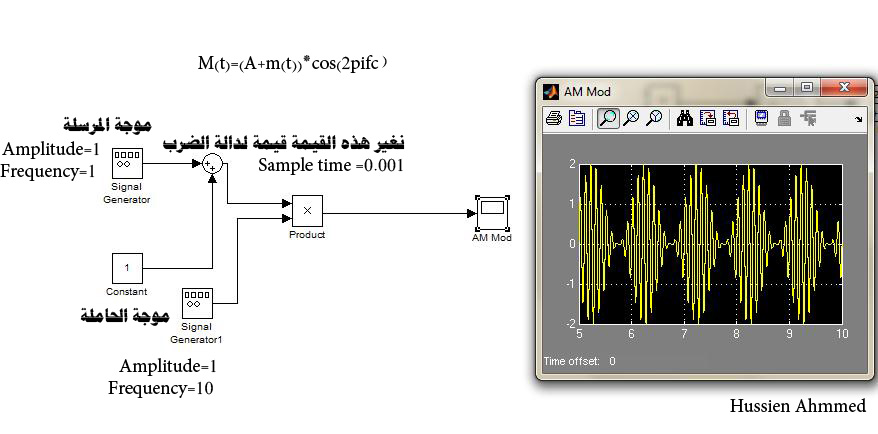 M(t)=(A+m(t))*cos(2pifc)
موجة المرسلة
Amplitude=1
Frequency=1
Signal
Generator
نغير هذه القيمة قيمة لدالة الضرب
Sample time =0.001
×
Product
AM Mod
1
Constant
موجة الحاملة
Signal
Generator1
Amplitude=1
Frequency=10
AM Mod
2
1
0
-1
-2
5 6 7 8 9 10
Time offset: 0
Hussien Ahmmed